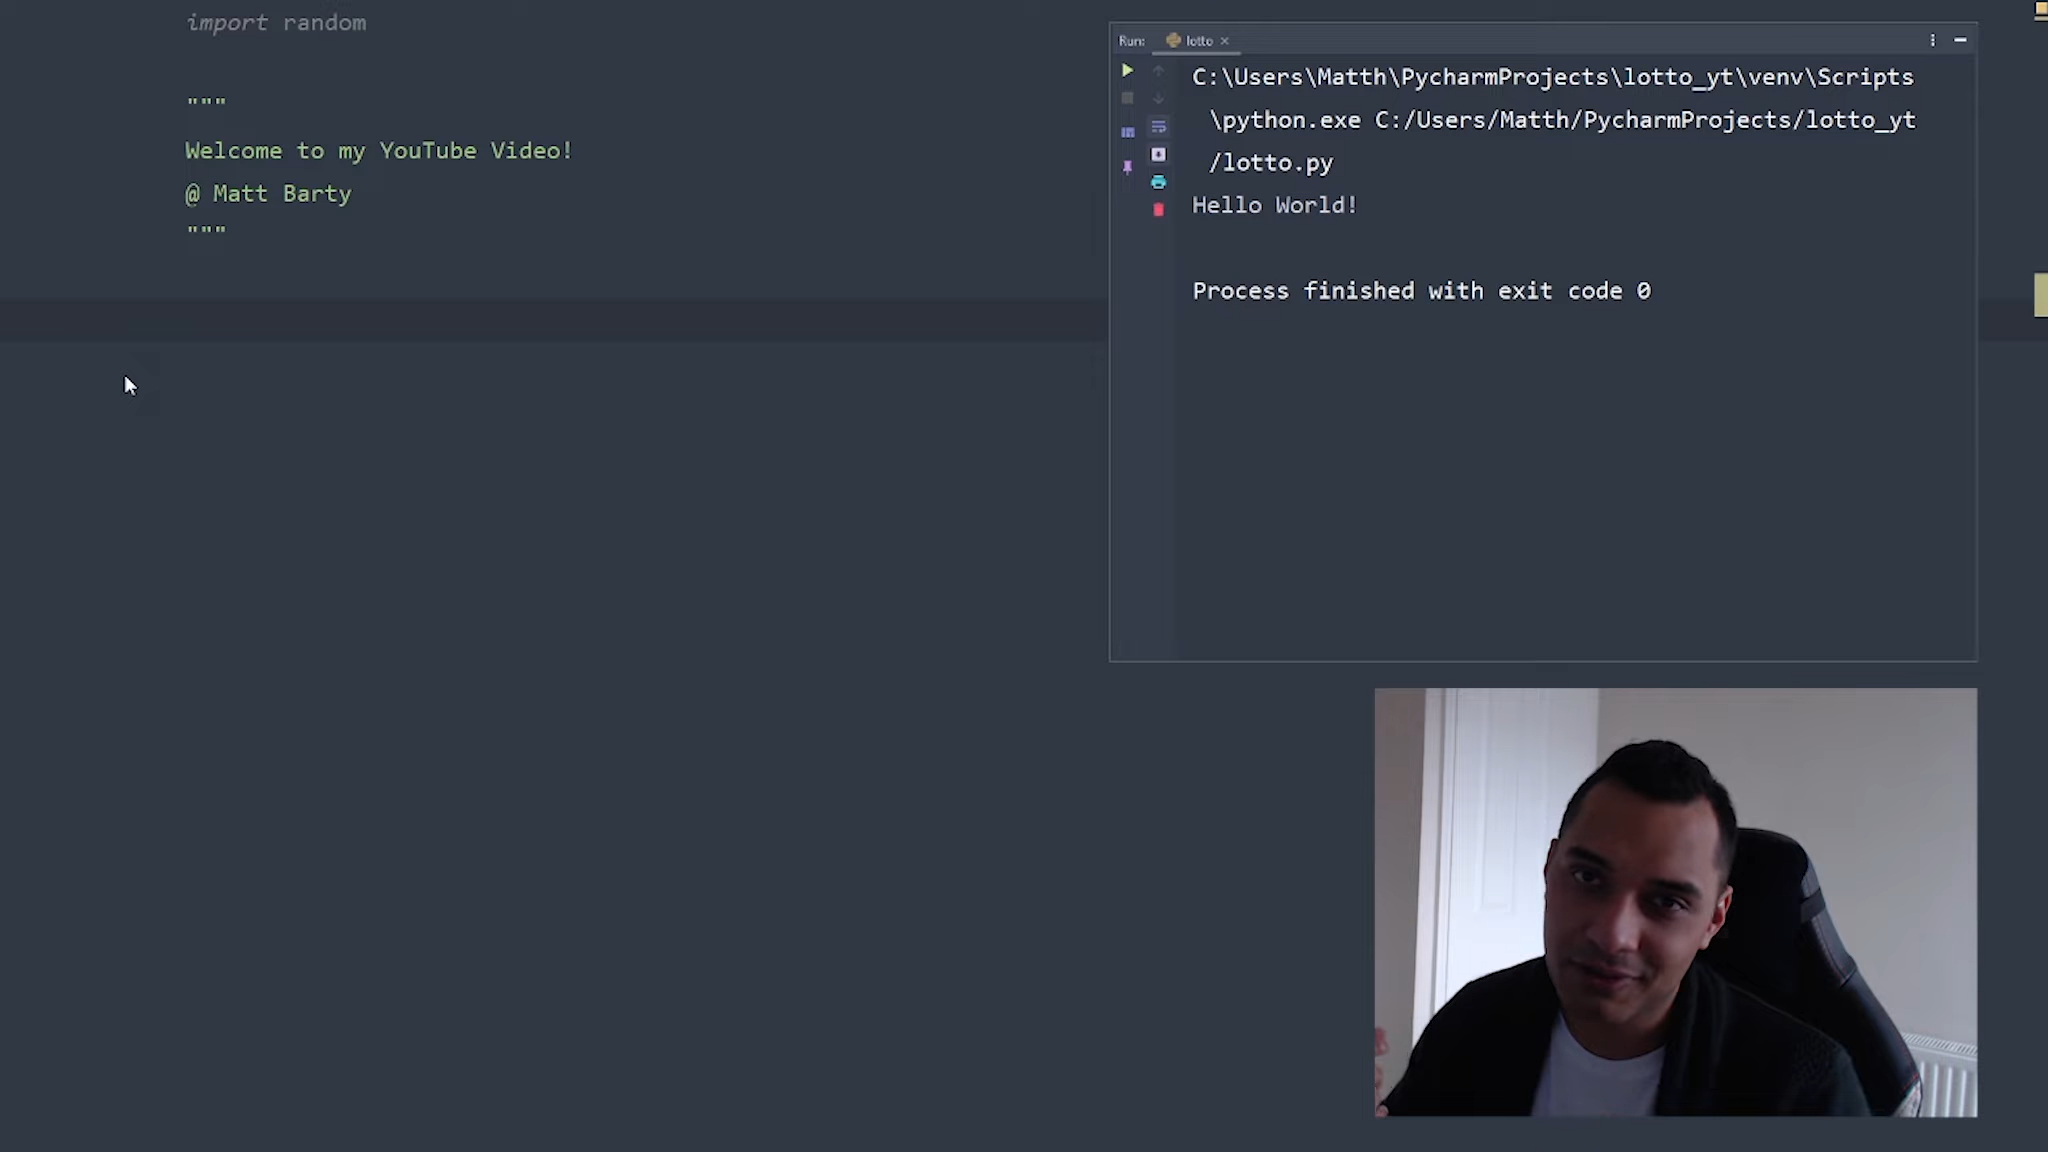 import random
"""
Welcome to my YouTube Video!
@ Matt Barty
"""
Run: lotto
C:\Users\Matth\PycharmProjects\lotto_yt\venv\Scripts
\python.exe C:/Users/Matth/PycharmProjects/lotto_yt
/lotto.py
Hello World!
Process finished with exit code 0